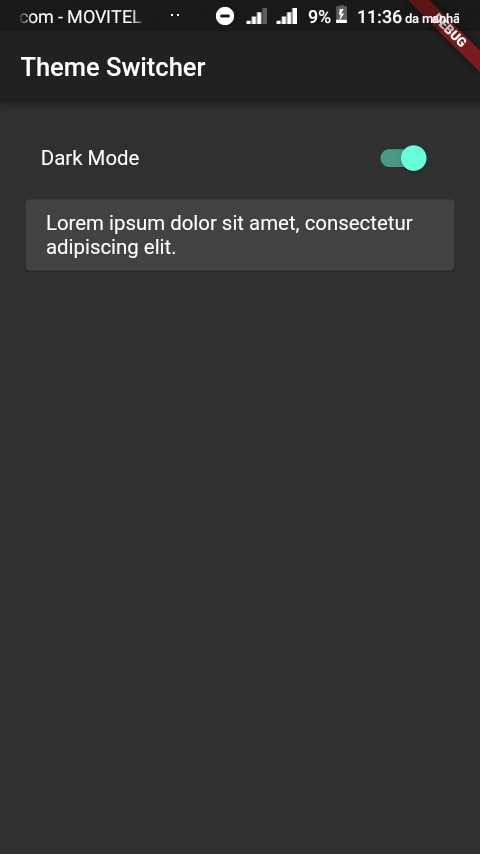 com - MOVITEL
9% 11:36 da manhã
DEBUG
Theme Switcher
Dark Mode
Lorem ipsum dolor sit amet, consectetur
adipiscing elit.